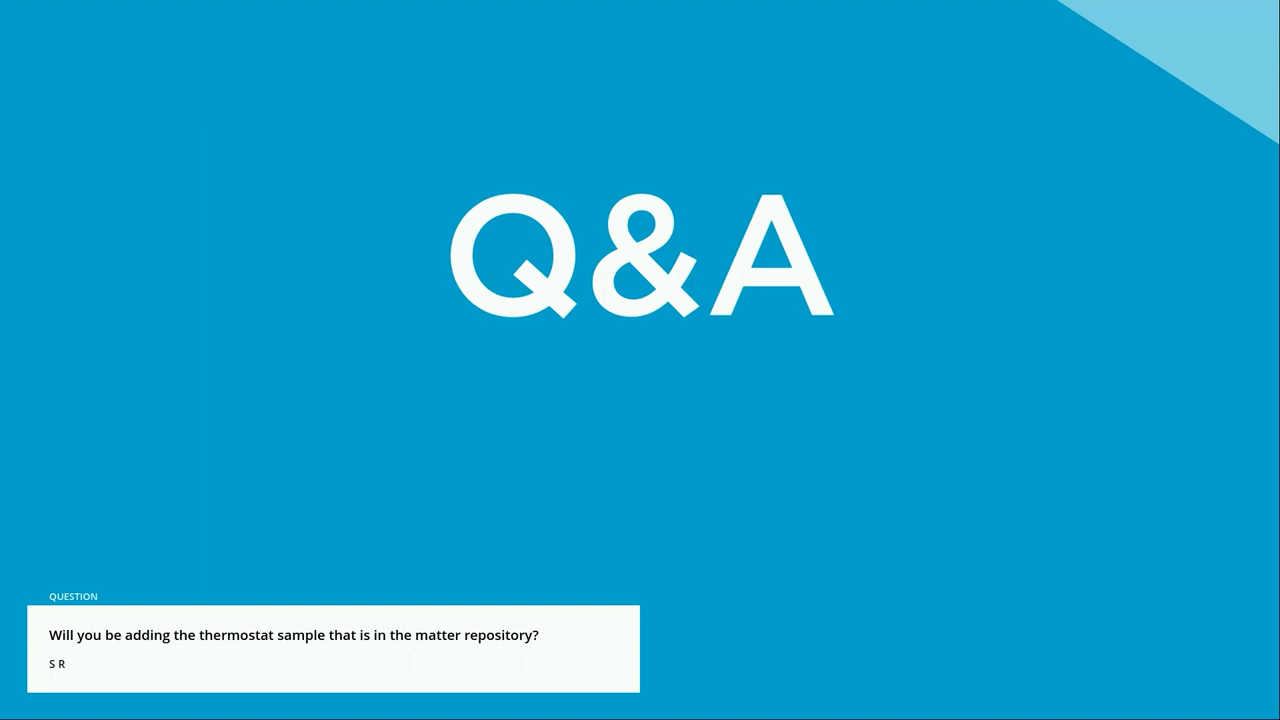 Q&A
QUESTION
Will you be adding the thermostat sample that is in the matter repository?
S R